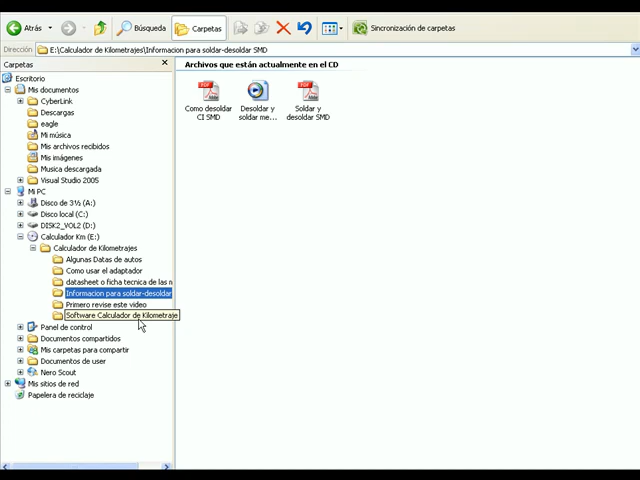 Atrás
Búsqueda
Carpetas
Sincronización de carpetas
Dirección
E:\Calculador de Kilometrajes\Informacion para soldar-desoldar SMD
Carpetas
Archivos que están actualmente en el CD
Escritorio
Mis documentos
CyberLink
Descargas
eagle
Mi música
Mis archivos recibidos
Mis imágenes
Musica descargada
Visual Studio 2005
Mi PC
Disco de 3½ (A:)
Disco local (C:)
DISK2_VOL2 (D:)
Calculador Km (E:)
Calculador de Kilometrajes
Algunas Datas de autos
Como usar el adaptador
datasheet o ficha tecnica de las n
Informacion para soldar-desoldar
Primero revise este video
Software Calculador de Kilometraje
Panel de control
Documentos compartidos
Mis carpetas para compartir
Documentos de user
Nero Scout
Mis sitios de red
Papelera de reciclaje
Como desoldar
CI SMD
Desoldar y
soldar me...
Soldar y
desoldar SMD